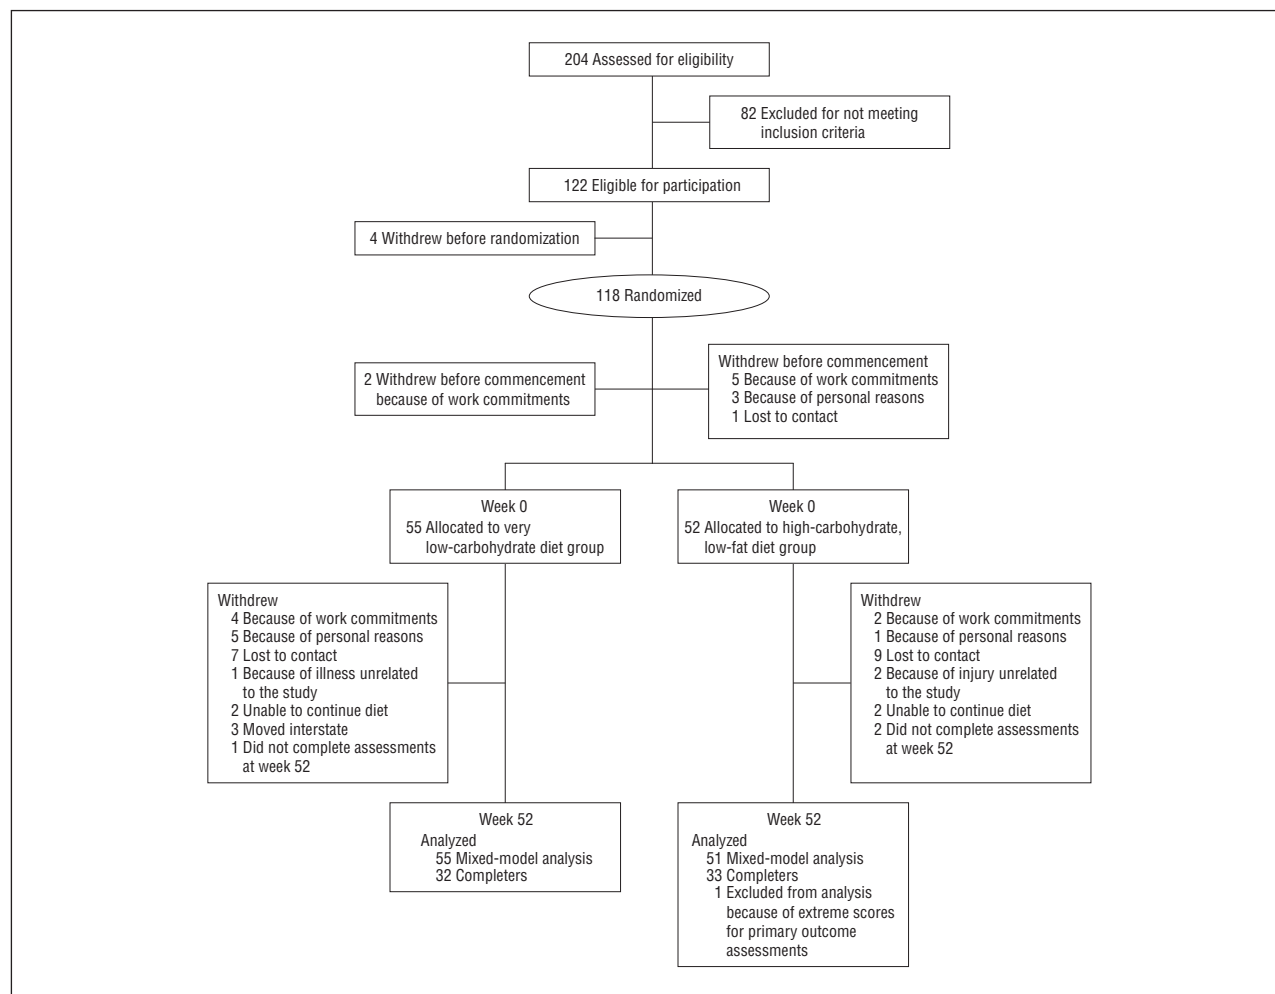 204 Assessed for eligibility
82 Excluded for not meeting
inclusion criteria
122 Eligible for participation
4 Withdrew before randomization
118 Randomized
2 Withdrew before commencement
because of work commitments
Withdrew before commencement
5 Because of work commitments
3 Because of personal reasons
1 Lost to contact
Week 0
55 Allocated to very
low-carbohydrate diet group
Week 0
52 Allocated to high-carbohydrate,
low-fat diet group
Withdrew
4 Because of work commitments
5 Because of personal reasons
7 Lost to contact
1 Because of illness unrelated
to the study
2 Unable to continue diet
3 Moved interstate
1 Did not complete assessments
at week 52
Withdrew
2 Because of work commitments
1 Because of personal reasons
9 Lost to contact
2 Because of injury unrelated
to the study
2 Unable to continue diet
2 Did not complete assessments
at week 52
Week 52
Analyzed
55 Mixed-model analysis
32 Completers
Week 52
Analyzed
51 Mixed-model analysis
33 Completers
1 Excluded from analysis
because of extreme scores
for primary outcome
assessments